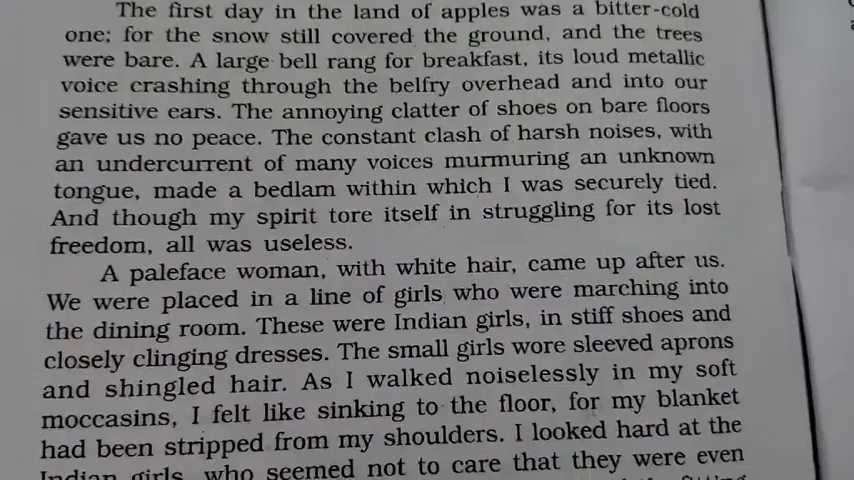 The first day in the land of apples was a bitter-cold
one; for the snow still covered the ground, and the trees
were bare. A large bell rang for breakfast, its loud metallic
voice crashing through the belfry overhead and into our
sensitive ears. The annoying clatter of shoes on bare floors
gave us no peace. The constant clash of harsh noises, with
an undercurrent of many voices murmuring an unknown
tongue, made a bedlam within which I was securely tied.
And though my spirit tore itself in struggling for its lost
freedom, all was useless.
A paleface woman, with white hair, came up after us.
We were placed in a line of girls who were marching into
the dining room. These were Indian girls, in stiff shoes and
closely clinging dresses. The small girls wore sleeved aprons
and shingled hair. As I walked noiselessly in my soft
moccasins, I felt like sinking to the floor, for my blanket
had been stripped from my shoulders. I looked hard at the
Indian girls, who seemed not to care that they were even